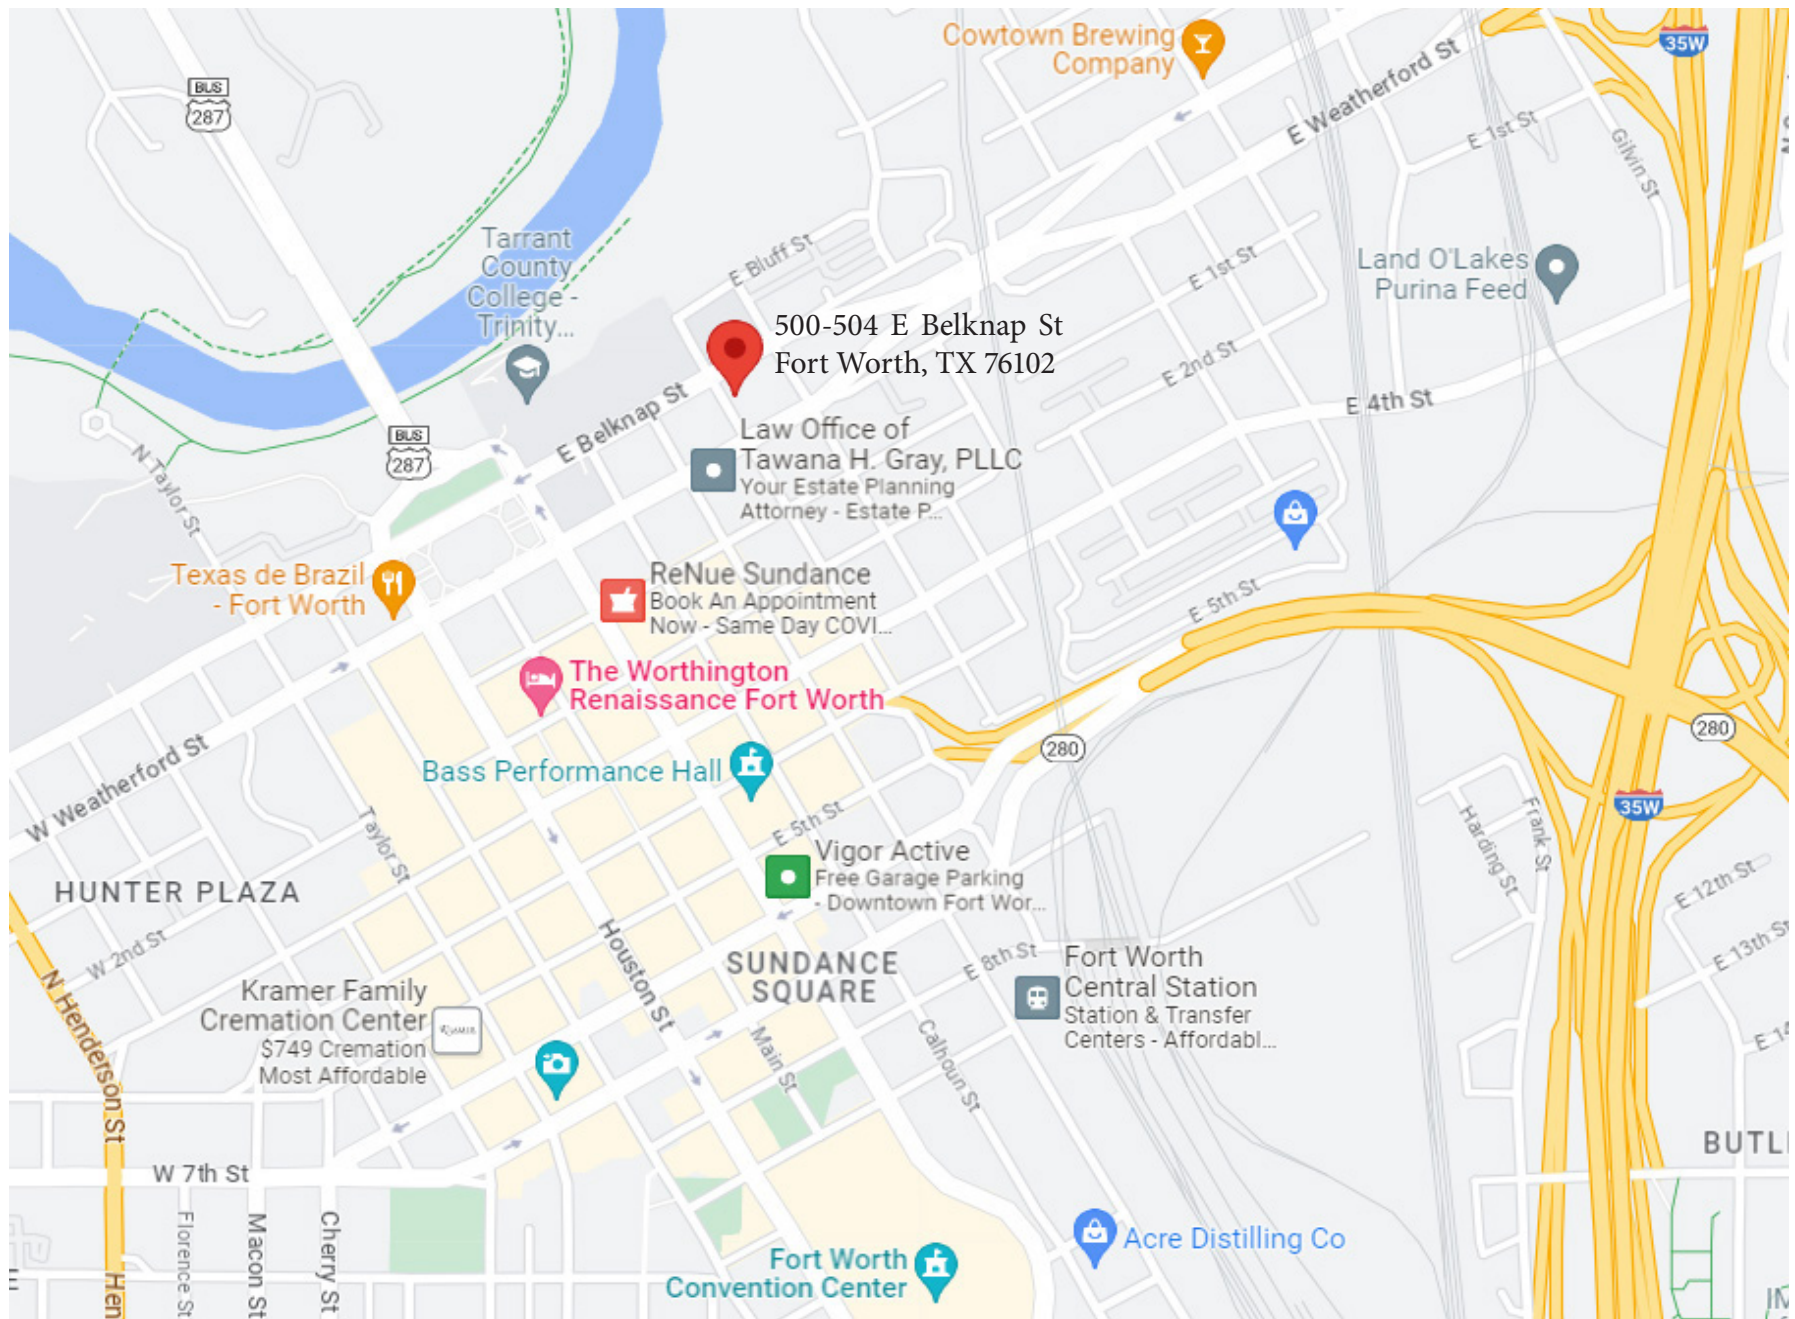 Cowtown Brewing
Company
35W
BUS
287
E Weatherford St
E 1st St
Gilvin St
Tarrant
County
College -
Trinity...
E Bluff St
E 1st St
Land O'Lakes
Purina Feed
500-504 E Belknap St
Fort Worth, TX 76102
E 2nd St
E 4th St
E Belknap St
BUS
287
N Taylor St
Law Office of
Tawana H. Gray, PLLC
Your Estate Planning
Attorney - Estate P...
Texas de Brazil
- Fort Worth
ReNue Sundance
Book An Appointment
Now - Same Day COVI...
E 5th St
The Worthington
Renaissance Fort Worth
280
280
W Weatherford St
Bass Performance Hall
35W
Taylor St
E 5th St
Harding St
Frank St
Vigor Active
Free Garage Parking
- Downtown Fort Wor...
HUNTER PLAZA
E 12th St
W 2nd St
Houston St
SUNDANCE
SQUARE
E 8th St
E 13th St
Fort Worth
Central Station
Station & Transfer
Centers - Affordabl...
N Henderson St
Kramer Family
Cremation Center
$749 Cremation
Most Affordable
KRAMER
Main St
Calhoun St
E 14
BUTL
W 7th St
Florence St
Macon St
Cherry St
Hen
Acre Distilling Co
Fort Worth
Convention Center